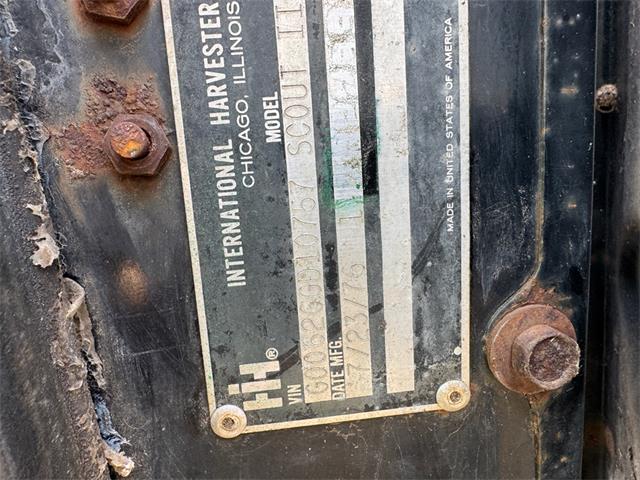 INTERNATIONAL HARVESTER
CHICAGO, ILLINOIS
IH ®
MODEL
VIN
SCOUT II
DATE MFG.
7/23/76
MADE IN UNITED STATES OF AMERICA